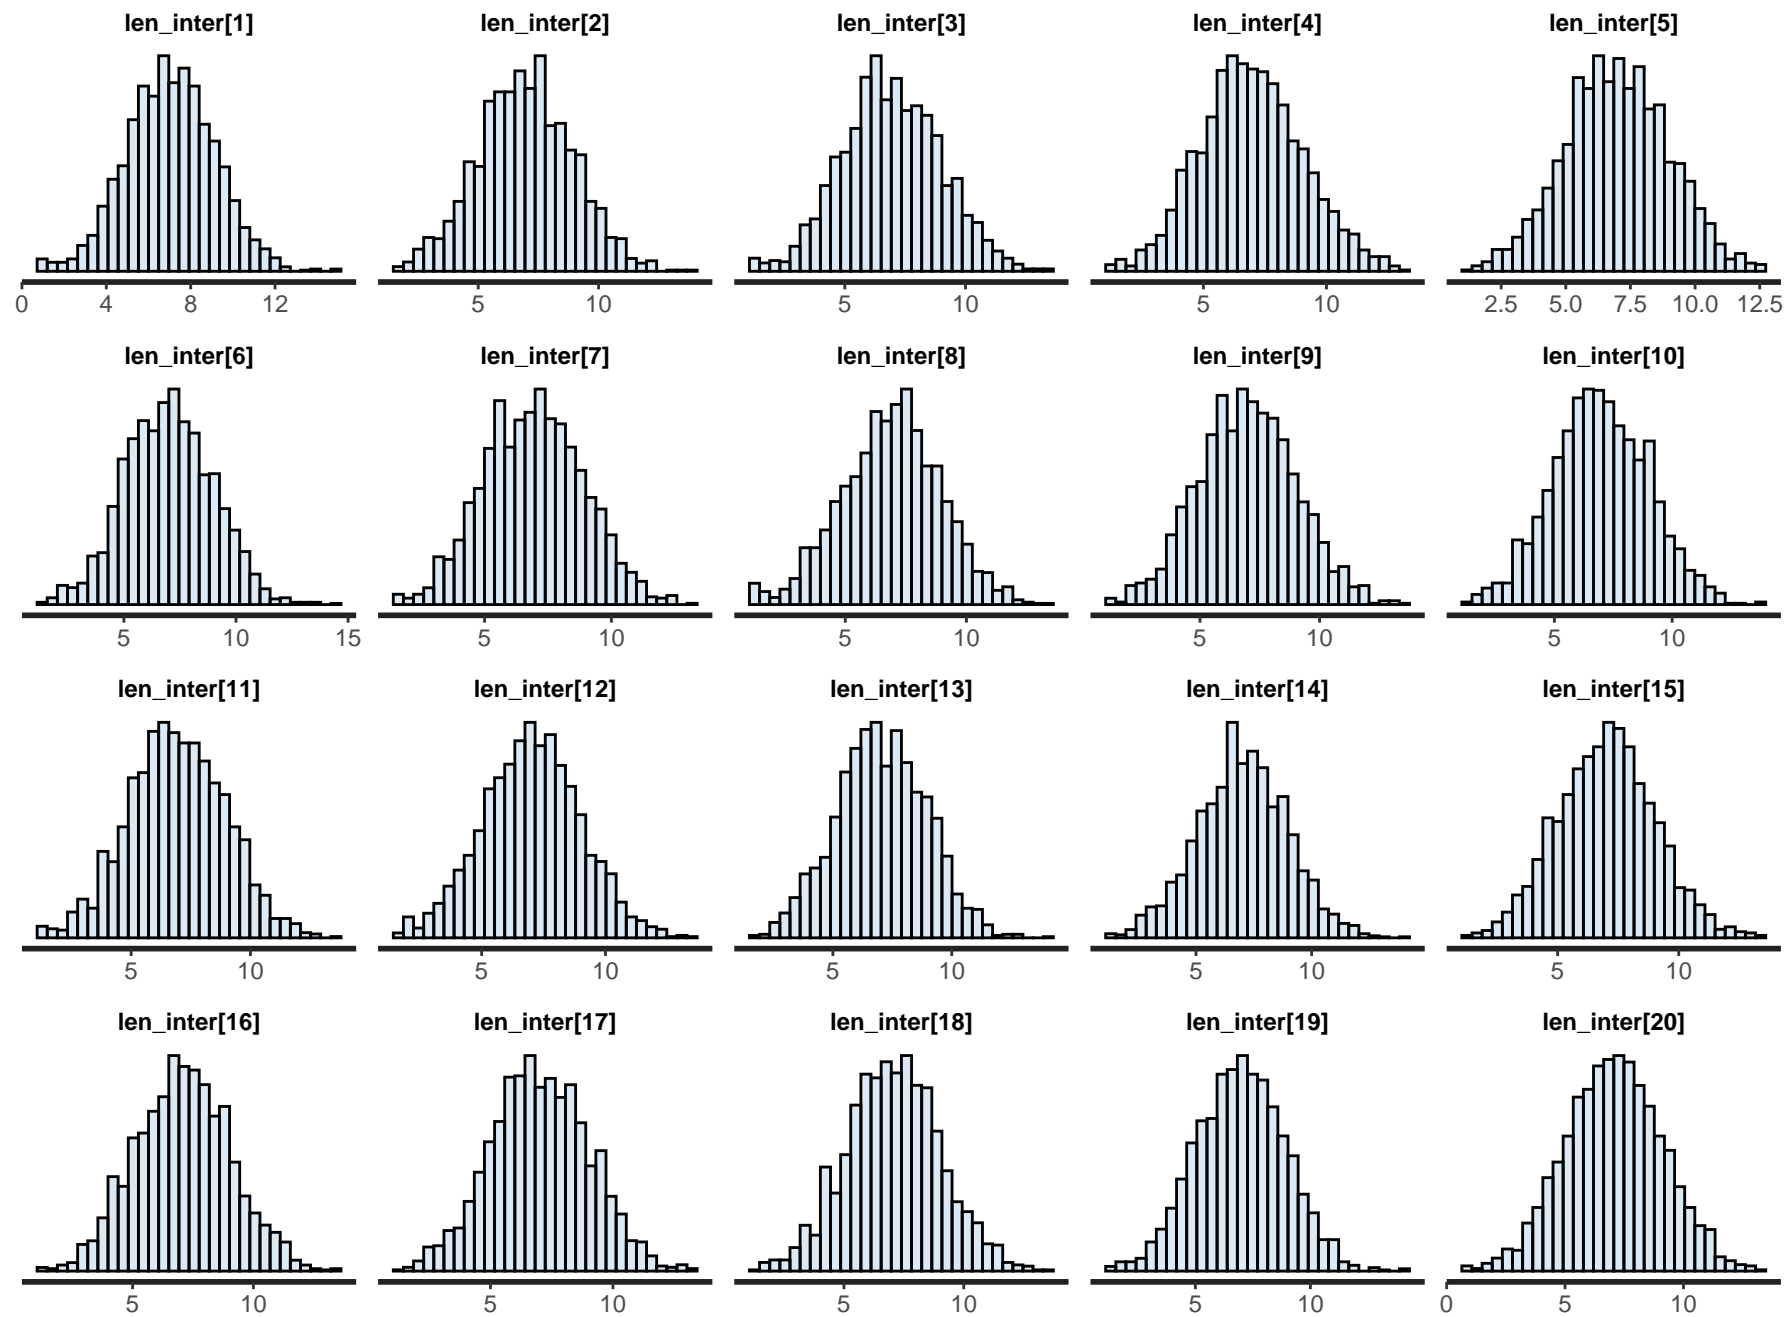 len_inter[1] len_inter[2] len_inter[3] len_inter[4] len_inter[5]
0 4 8 12 5 10 5 10 5 10 2.5 5.0 7.5 10.0 12.5
len_inter[6] len_inter[7] len_inter[8] len_inter[9] len_inter[10]
5 10 15 5 10 5 10 5 10 5 10
len_inter[11] len_inter[12] len_inter[13] len_inter[14] len_inter[15]
5 10 5 10 5 10 5 10 5 10
len_inter[16] len_inter[17] len_inter[18] len_inter[19] len_inter[20]
5 10 5 10 5 10 5 10 0 5 10